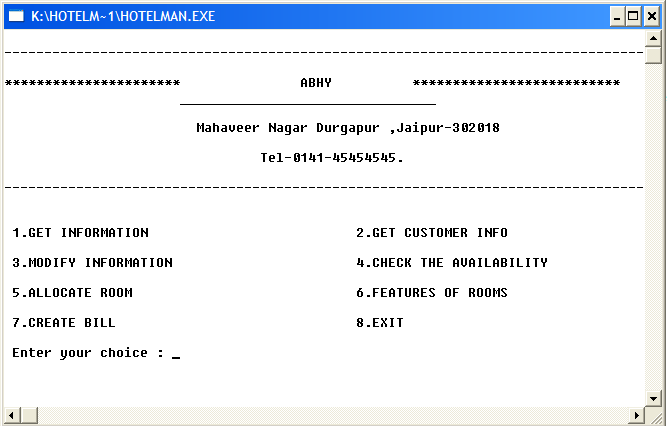 K:\HOTELM~1\HOTELMAN.EXE
--------------------------------------------------------------------------------
********************** ABHY **************************
________________________________
Mahaveer Nagar Durgapur ,Jaipur-302018
Tel-0141-45454545.
--------------------------------------------------------------------------------
1.GET INFORMATION 2.GET CUSTOMER INFO
3.MODIFY INFORMATION 4.CHECK THE AVAILABILITY
5.ALLOCATE ROOM 6.FEATURES OF ROOMS
7.CREATE BILL 8.EXIT
Enter your choice : _